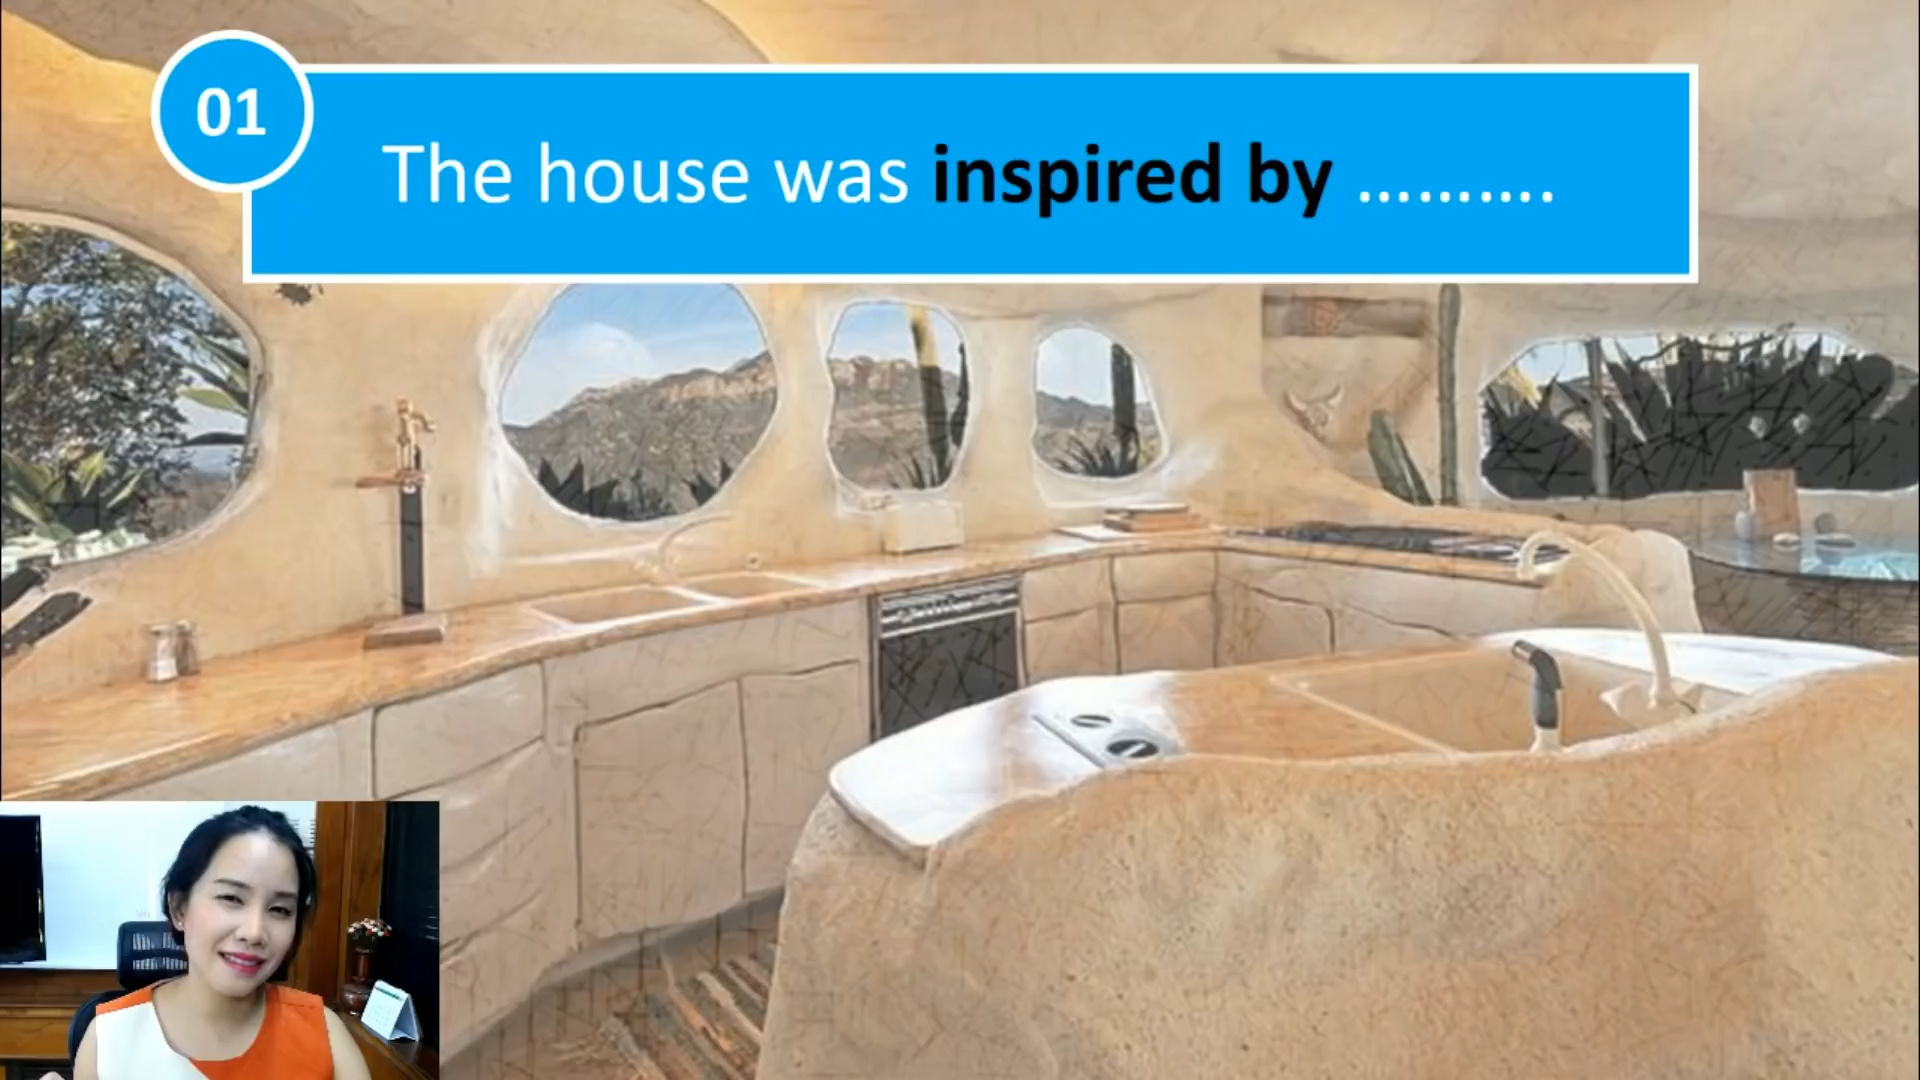 01
The house was inspired by ..........